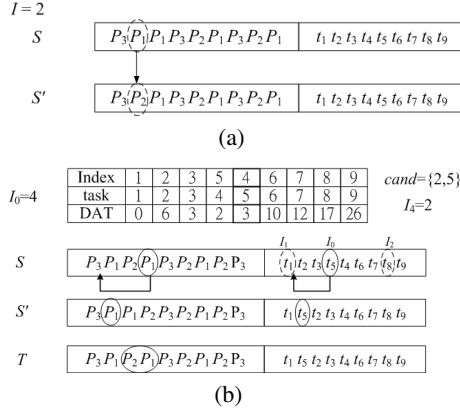 I = 2
S P₃ P₁ P₁ P₃ P₂ P₁ P₃ P₂ P₁ t₁ t₂ t₃ t₄ t₅ t₆ t₇ t₈ t₉
S' P₃ P₂ P₁ P₃ P₂ P₁ P₃ P₂ P₁ t₁ t₂ t₃ t₄ t₅ t₆ t₇ t₈ t₉
(a)
Index 1 2 3 5 4 6 7 8 9 cand={2,5}
I₀=4 task 1 2 3 4 5 6 7 8 9
DAT 0 6 3 2 3 10 12 17 26 I₄=2
I₁ I₀ I₂
S P₃ P₁ P₂ P₁ P₃ P₂ P₁ P₂ P₃ t₁ t₂ t₃ t₅ t₄ t₆ t₇ t₈ t₉
S' P₃ P₁ P₁ P₂ P₃ P₂ P₁ P₂ P₃ t₁ t₅ t₂ t₃ t₄ t₆ t₇ t₈ t₉
T P₃ P₁ P₂ P₁ P₃ P₂ P₁ P₂ P₃ t₁ t₅ t₂ t₃ t₄ t₆ t₇ t₈ t₉
(b)